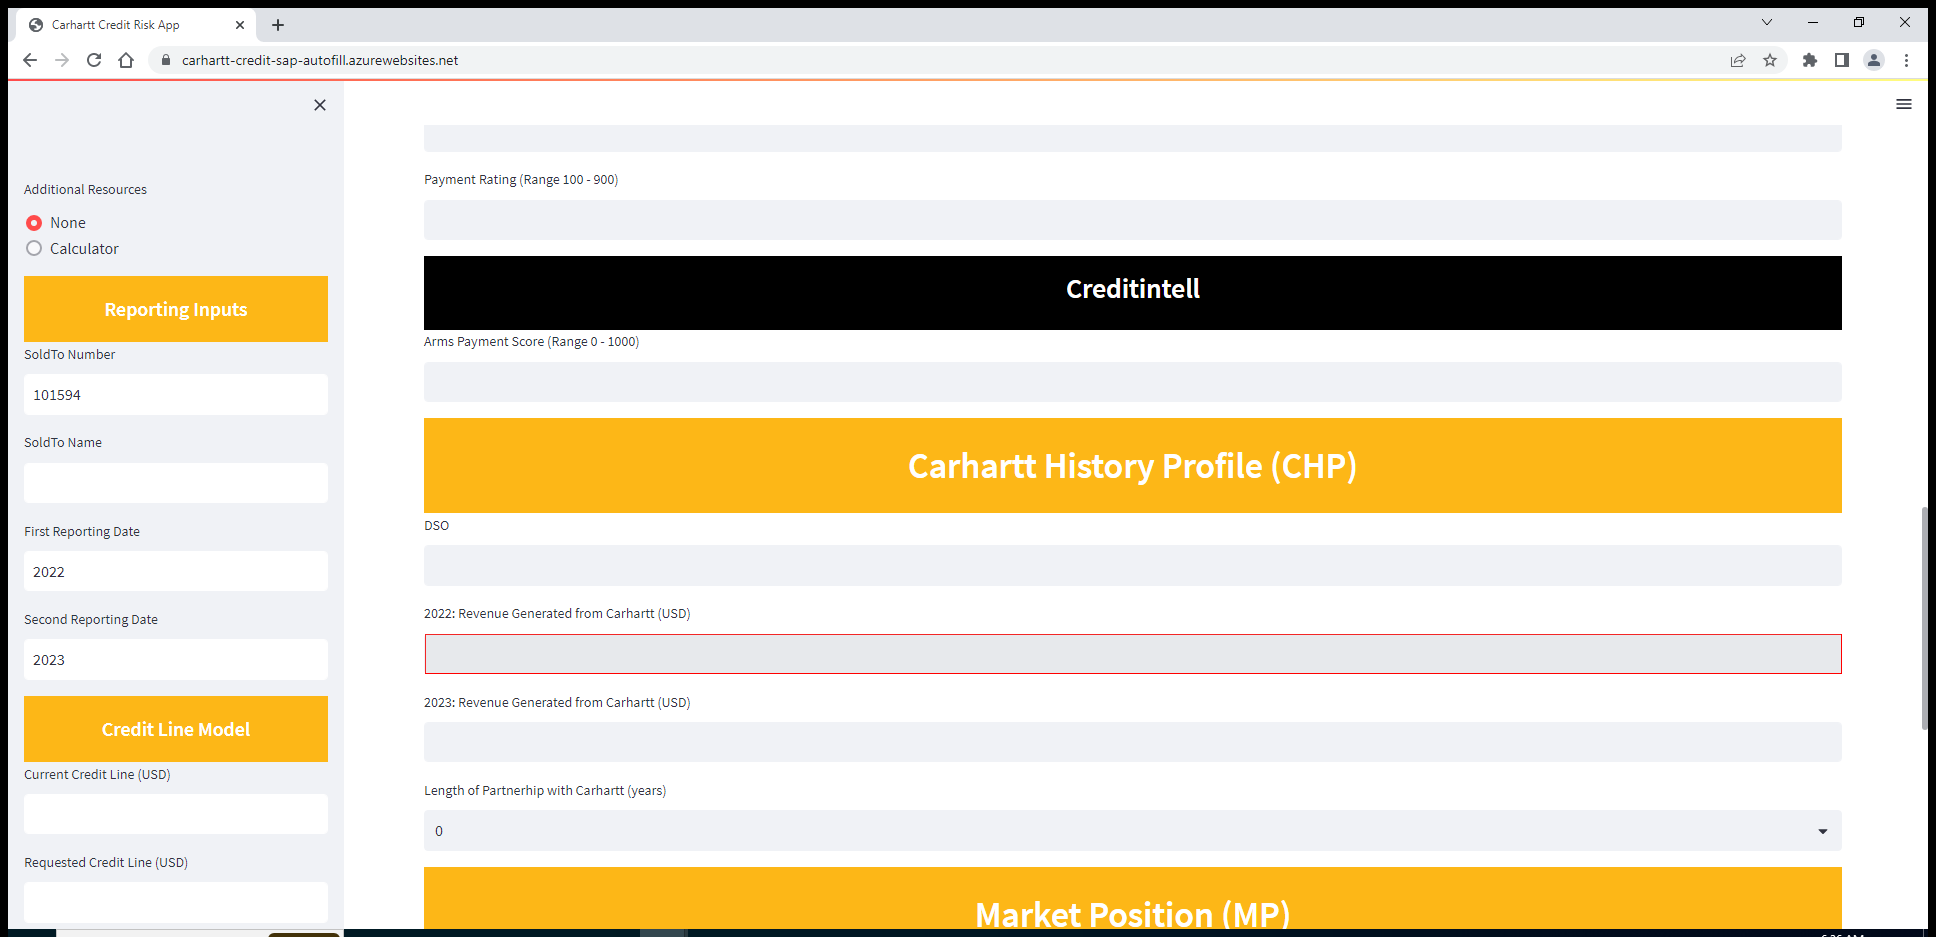 Carhartt Credit Risk App
carhartt-credit-sap-autofill.azurewebsites.net
Additional Resources
None
Calculator
Reporting Inputs
SoldTo Number
101594
SoldTo Name
First Reporting Date
2022
Second Reporting Date
2023
Credit Line Model
Current Credit Line (USD)
Requested Credit Line (USD)
Payment Rating (Range 100 - 900)
Creditintell
Arms Payment Score (Range 0 - 1000)
Carhartt History Profile (CHP)
DSO
2022: Revenue Generated from Carhartt (USD)
2023: Revenue Generated from Carhartt (USD)
Length of Partnerhip with Carhartt (years)
0
Market Position (MP)